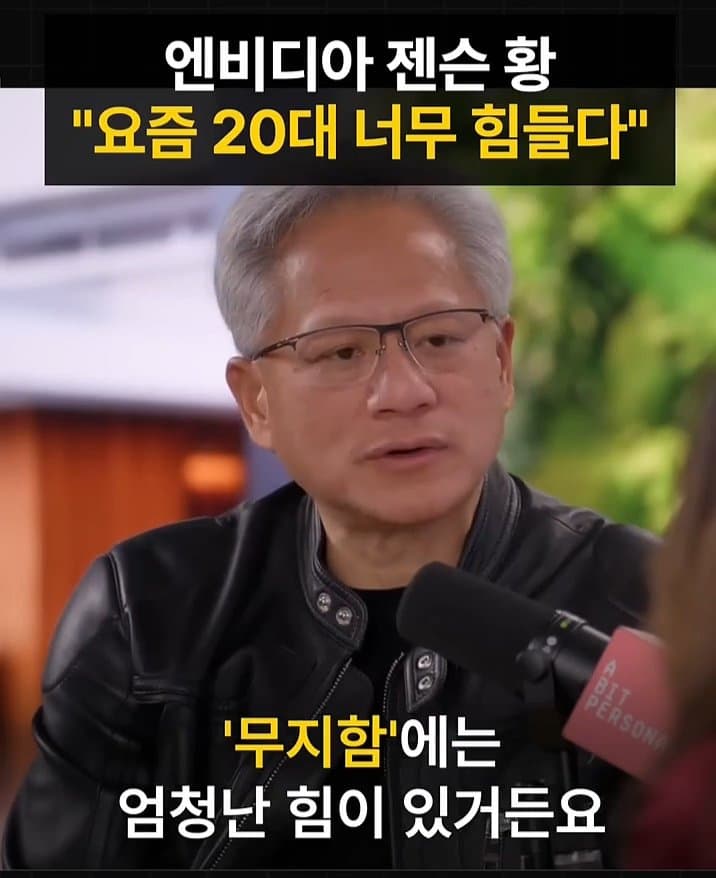 엔비디아 젠슨 황
"요즘 20대 너무 힘들다"
A
BIT
PERSONA
'무지함'에는
엄청난 힘이 있거든요